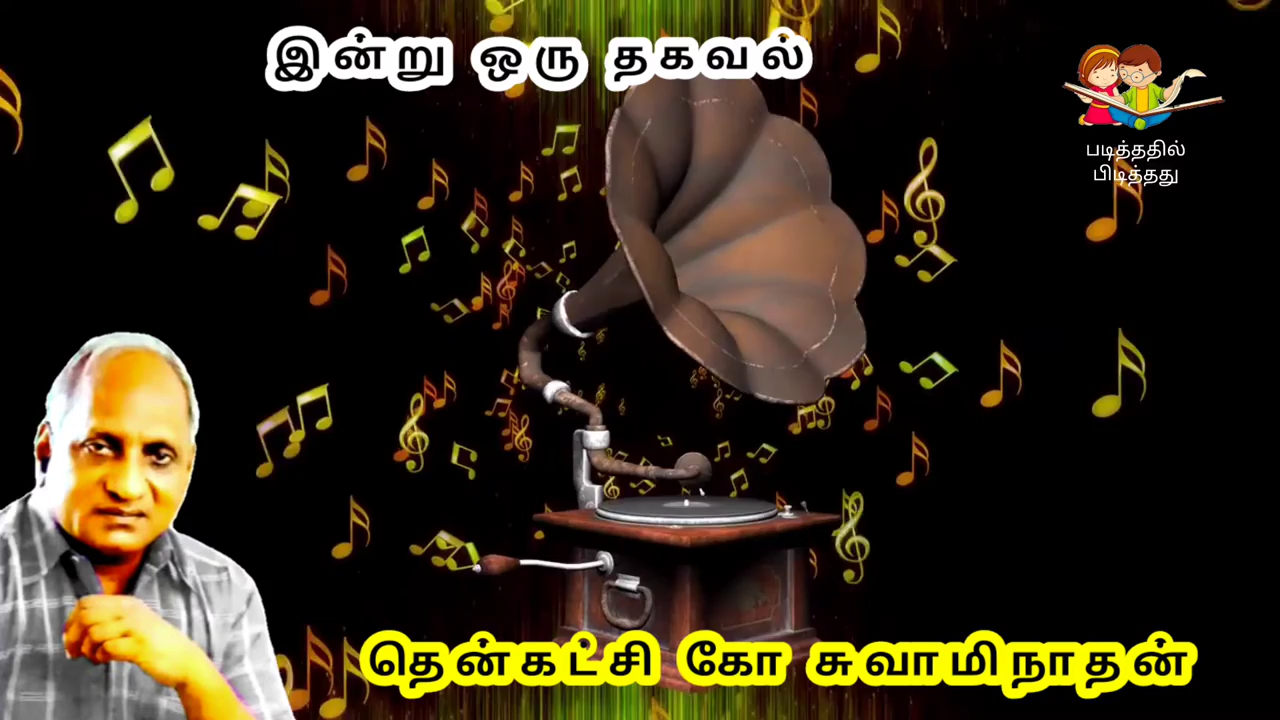 இன்று ஒரு தகவல்
படித்ததில்
பிடித்தது
தென்கட்சி கோ சுவாமிநாதன்